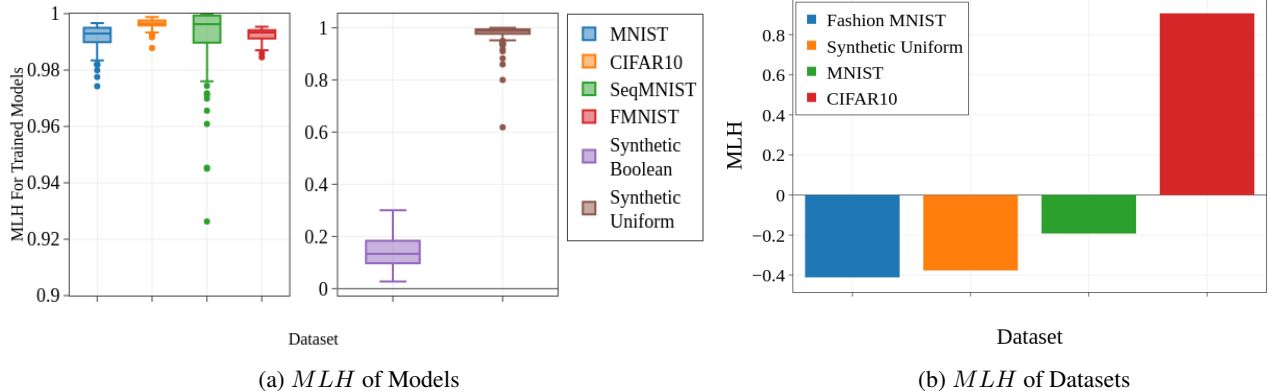 MLH For Trained Models
1
0.98
0.96
0.94
0.92
0.9
1
0.8
0.6
0.4
0.2
0
MNIST
CIFAR10
SeqMNIST
FMNIST
Synthetic
Boolean
Synthetic
Uniform
Dataset
(a) MLH of Models
MLH
0.8
0.6
0.4
0.2
0
−0.2
−0.4
Fashion MNIST
Synthetic Uniform
MNIST
CIFAR10
Dataset
(b) MLH of Datasets